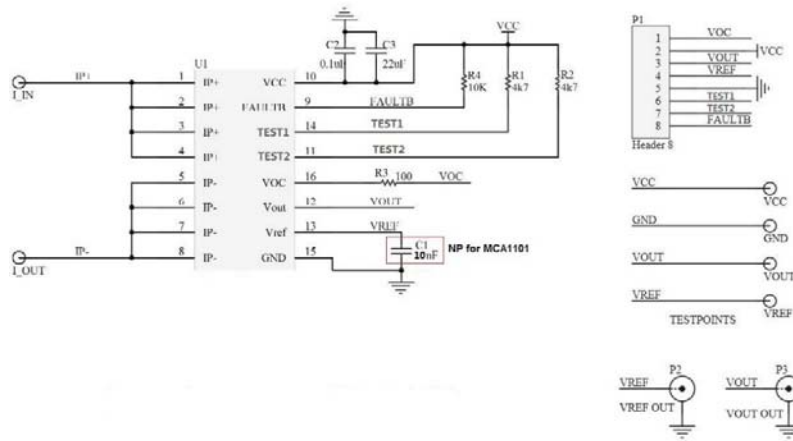 VCC
C2
0.1uF
C3
22uF
U1
I_IN
IP+
1 IP+ VCC 10
2 IP+ FAULTB 9 FAULTB
3 IP+ TEST1 14 TEST1
4 IP+ TEST2 11 TEST2
5 IP- VOC 16 R3 100 VOC
6 IP- Vout 12 VOUT
7 IP- Vref 13 VREF
8 IP- GND 15
I_OUT
IP-
R4
10K
R1
4k7
R2
4k7
C1
10nF
NP for MCA1101
P1
1 VOC
2 VCC
3 VOUT
4 VREF
5
6 TEST1
7 TEST2
8 FAULTB
Header 8
VCC
VCC
GND
GND
VOUT
VOUT
VREF
VREF
TESTPOINTS
P2
VREF
VREF OUT
P3
VOUT
VOUT OUT